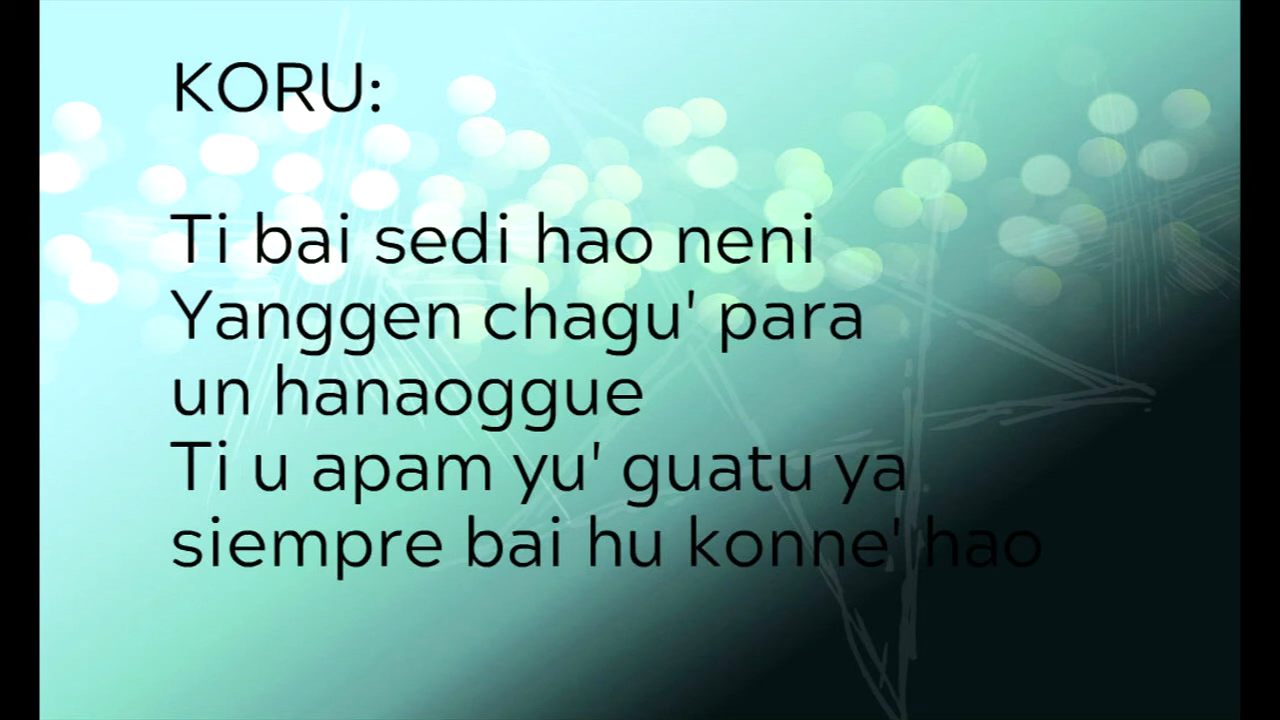 KORU:
Ti bai sedi hao neni
Yanggen chagu' para
un hanaoggue
Ti u apam yu' guatu ya
siempre bai hu konne' hao